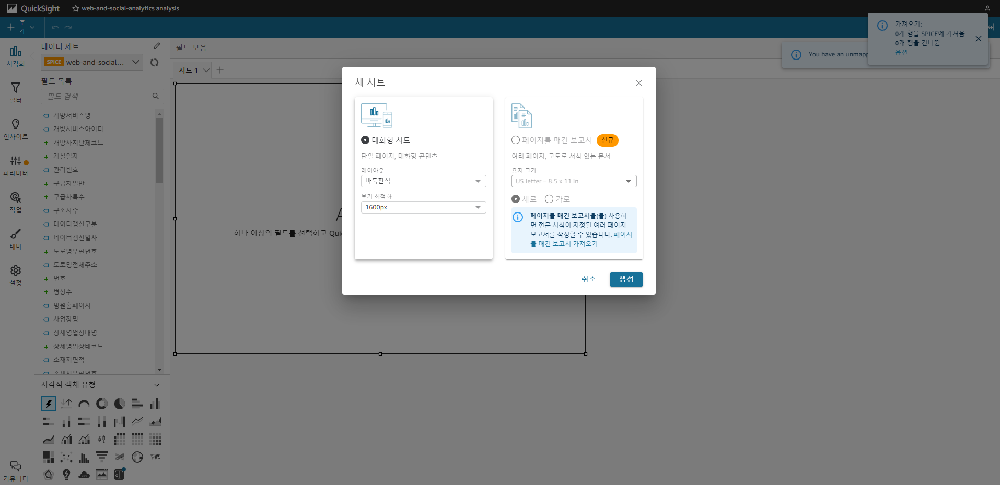 QuickSight
web-and-social-analytics analysis
추
가
데이터 세트
SPICE web-and-social...
필드 목록
필드 검색
개방서비스명
개방서비스아이디
개방자치단체코드
개설일자
관리번호
구급차일반
구급차특수
구조사수
데이터갱신구분
데이터갱신일자
도로명우편번호
도로명전체주소
번호
병상수
병원홈페이지
사업장명
상세영업상태명
상세영업상태코드
소재지면적
소재지우편번호
시각적 객체 유형
시각화
필터
인사이트
파라미터
작업
테마
설정
커뮤니티
필드 모음
시트 1
하나 이상의 필드를 선택하고
You have an
가져오기:
0개 행을 SPICE에 가져옴
0개 행을 건너뜀
옵션
새 시트
대화형 시트
단일 페이지, 대화형 콘텐츠
레이아웃
바둑판식
보기 최적화
1600px
페이지를 매긴 보고서 신규
여러 페이지, 고도로 서식 있는 문서
용지 크기
US letter – 8.5 x 11 in
세로 가로
페이지를 매긴 보고서을(를) 사용하
면 전문 서식이 지정된 여러 페이지
보고서를 작성할 수 있습니다. 페이지
를 매긴 보고서 가져오기
취소
생성